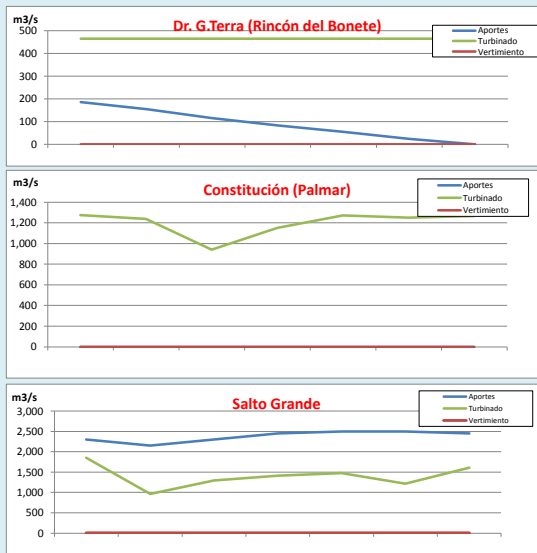 m3/s
Dr. G.Terra (Rincón del Bonete)
Aportes
Turbinado
Vertimiento
500
400
300
200
100
0
m3/s
Constitución (Palmar)
Aportes
Turbinado
Vertimiento
1,400
1,200
1,000
800
600
400
200
0
m3/s
Salto Grande
Aportes
Turbinado
Vertimiento
3,000
2,500
2,000
1,500
1,000
500
0